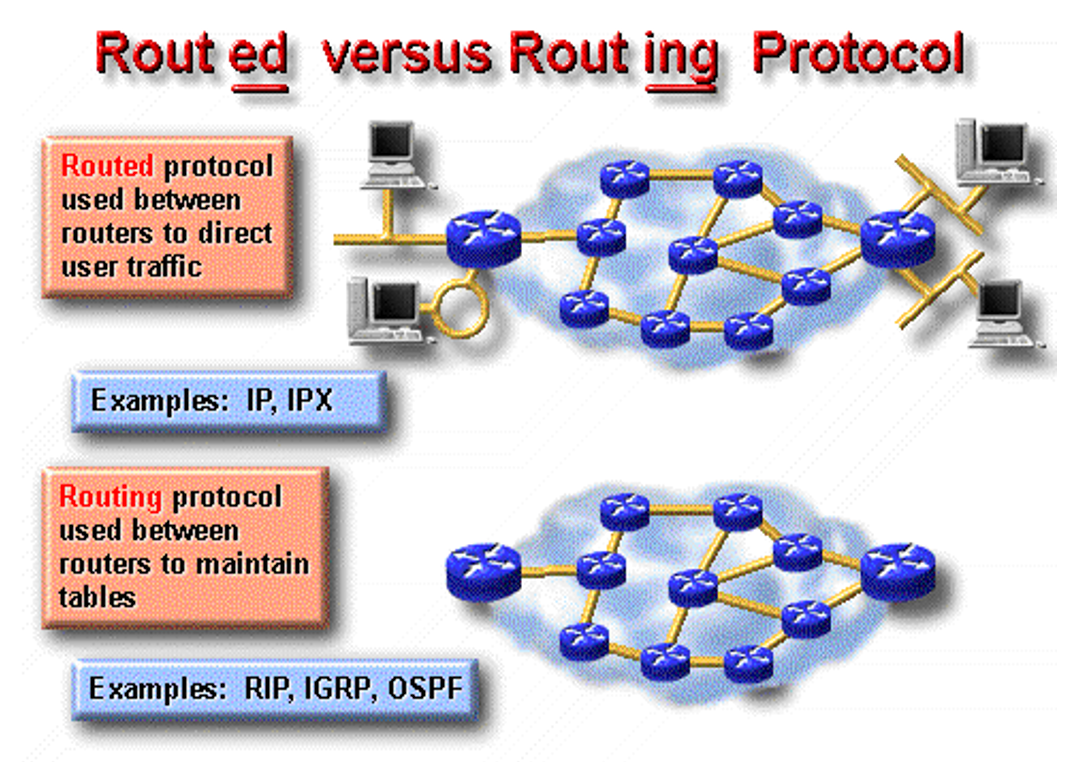 Routed versus Routing Protocol
Routed protocol
used between
routers to direct
user traffic
Examples: IP, IPX
Routing protocol
used between
routers to maintain
tables
Examples: RIP, IGRP, OSPF